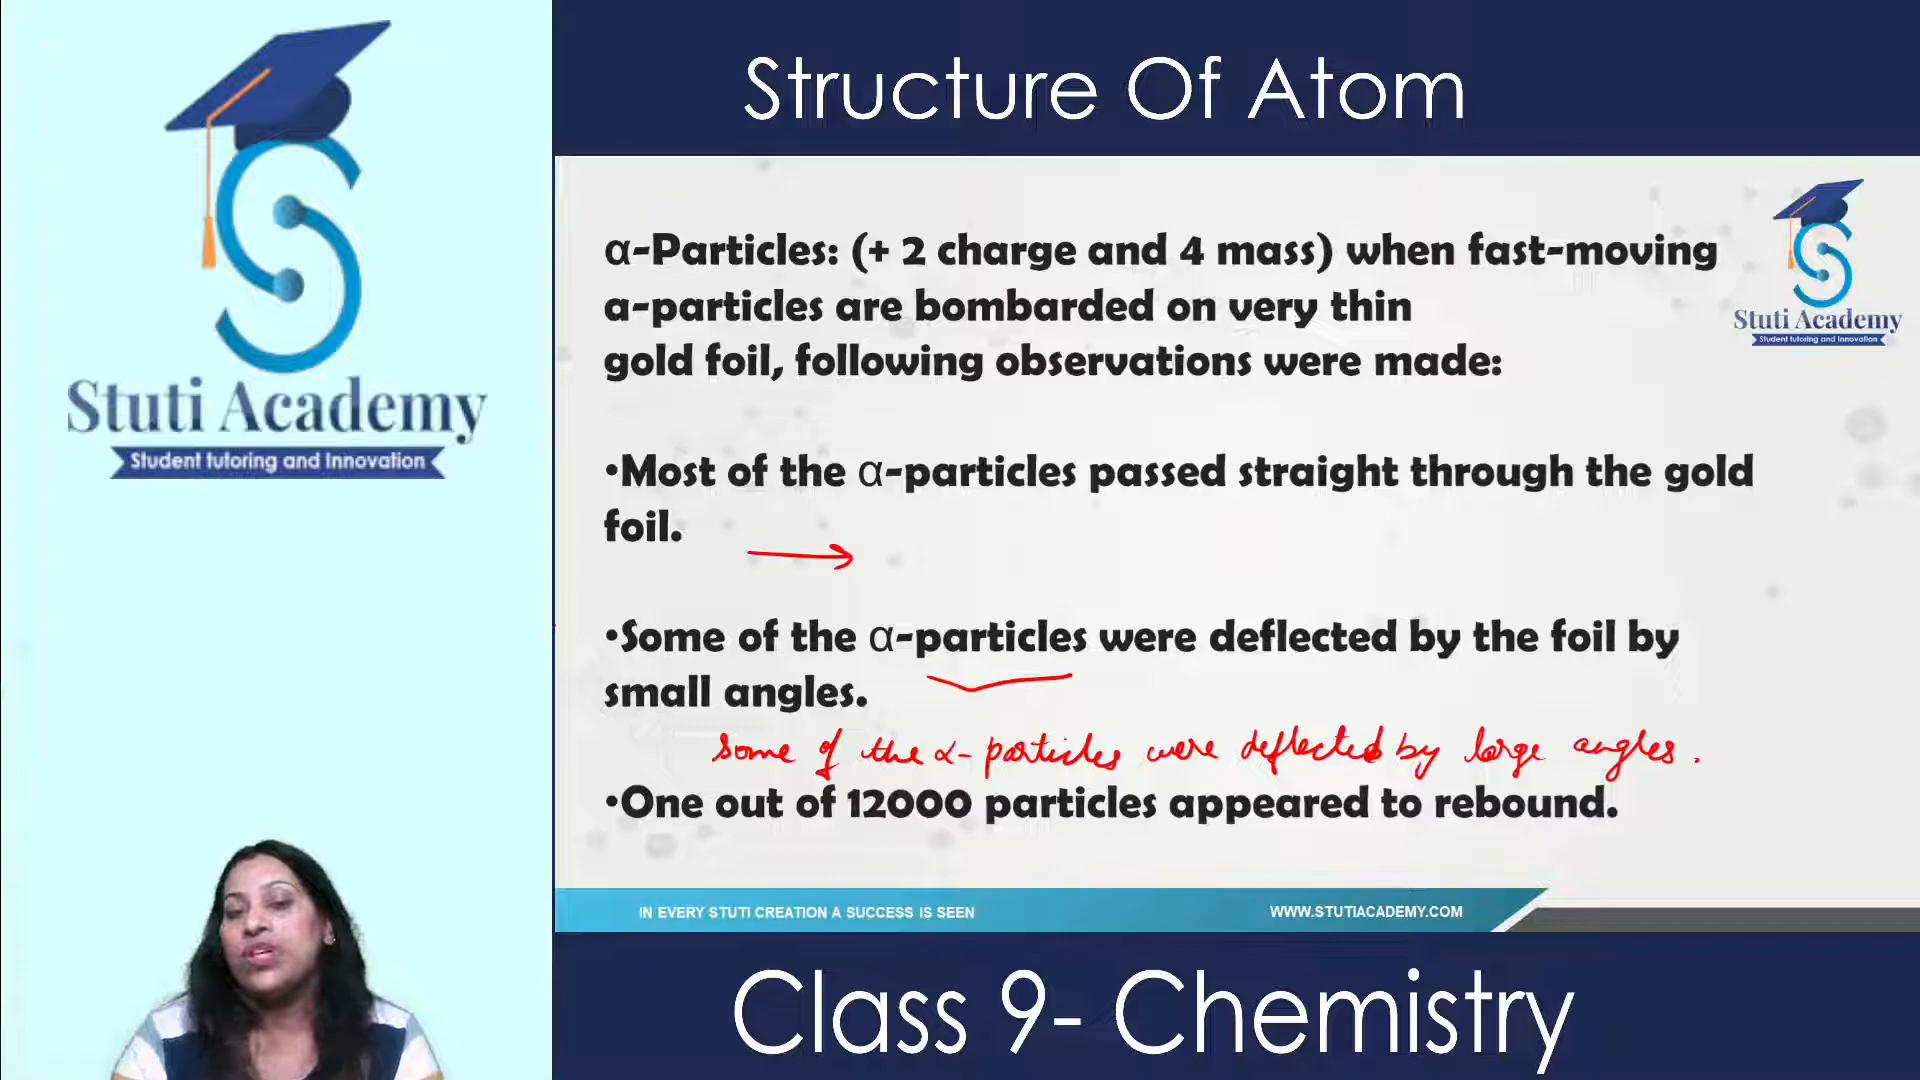 Stuti Academy
Student tutoring and Innovation
Structure Of Atom
α-Particles: (+ 2 charge and 4 mass) when fast-moving
a-particles are bombarded on very thin
gold foil, following observations were made:
Stuti Academy
Student tutoring and Innovation
•Most of the α-particles passed straight through the gold
foil.
•Some of the α-particles were deflected by the foil by
small angles.
some of the α-particles were deflected by large angles.
•One out of 12000 particles appeared to rebound.
IN EVERY STUTI CREATION A SUCCESS IS SEEN
WWW.STUTIACADEMY.COM
Class 9- Chemistry